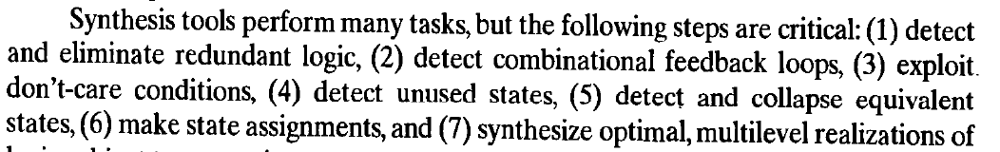 Synthesis tools perform many tasks, but the following steps are critical: (1) detect
and eliminate redundant logic, (2) detect combinational feedback loops, (3) exploit
don't-care conditions, (4) detect unused states, (5) detect and collapse equivalent
states, (6) make state assignments, and (7) synthesize optimal, multilevel realizations of